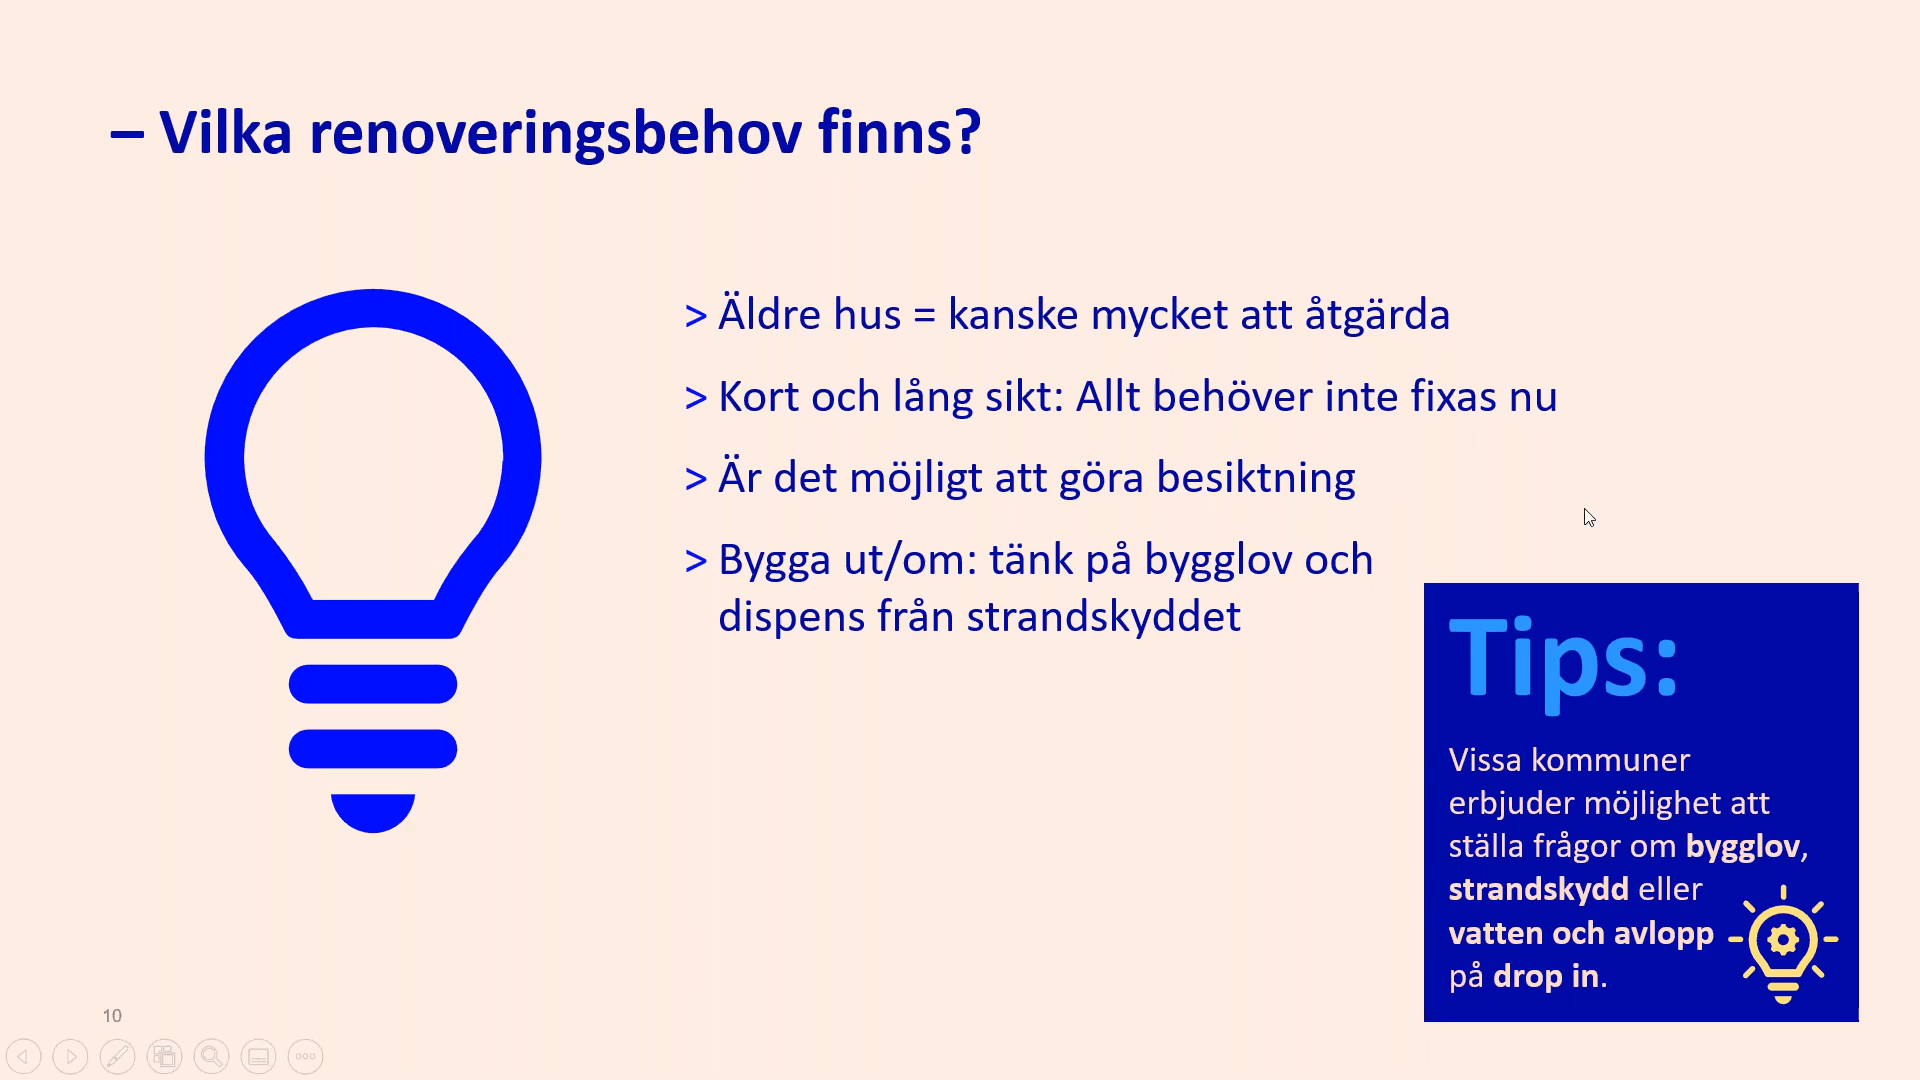 – Vilka renoveringsbehov finns?
> Äldre hus = kanske mycket att åtgärda
> Kort och lång sikt: Allt behöver inte fixas nu
> Är det möjligt att göra besiktning
> Bygga ut/om: tänk på bygglov och
dispens från strandskyddet
Tips:
Vissa kommuner
erbjuder möjlighet att
ställa frågor om bygglov,
strandskydd eller
vatten och avlopp
på drop in.
10